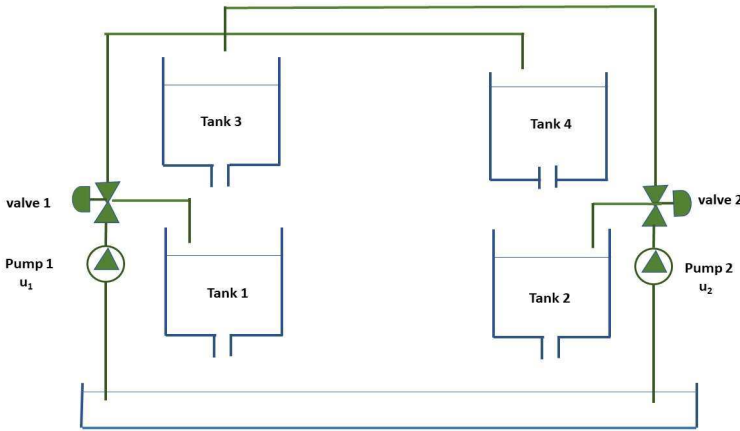 Tank 3
Tank 4
valve 1
valve 2
Pump 1
u1
Tank 1
Tank 2
Pump 2
u2